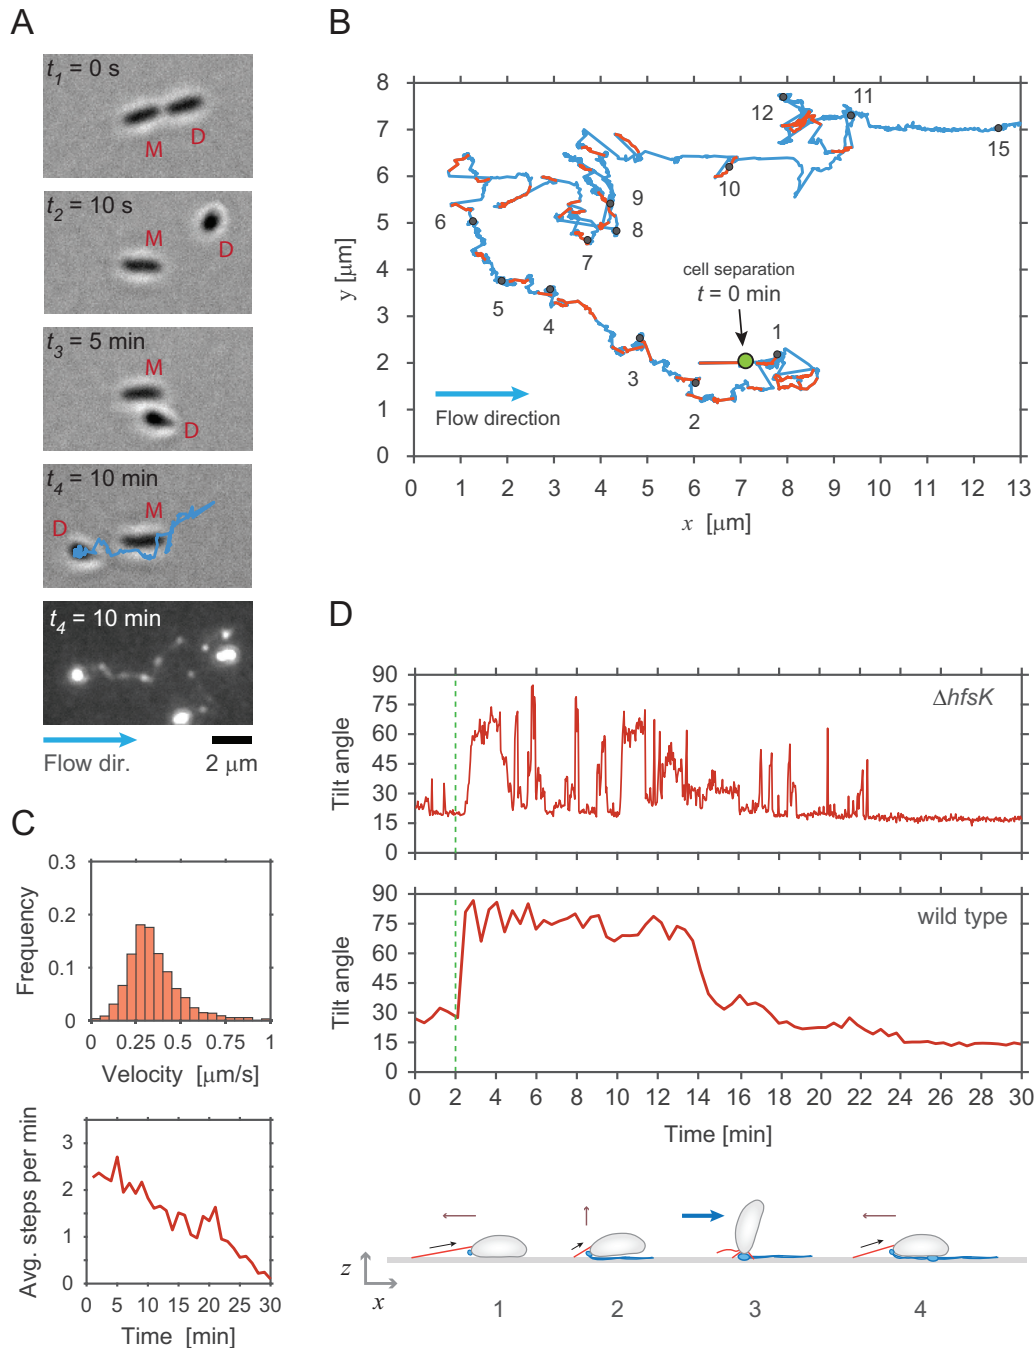 A
t1 = 0 s
M
D
t2 = 10 s
M
D
t3 = 5 min
M
D
t4 = 10 min
M
D
t4 = 10 min
Flow dir.
2 μm
B
8
7
6
5
4
3
2
1
0
y [μm]
0 1 2 3 4 5 6 7 8 9 10 11 12 13
x [μm]
12
11
15
10
9
8
7
6
5
4
3
2
1
cell separation
t = 0 min
Flow direction
C
0.3
0.2
0.1
0
Frequency
0 0.25 0.5 0.75 1
Velocity [μm/s]
3
2
1
0
Avg. steps per min
0 5 10 15 20 25 30
Time [min]
D
90
75
60
45
30
15
0
Tilt angle
ΔhfsK
90
75
60
45
30
15
0
Tilt angle
wild type
0 2 4 6 8 10 12 14 16 18 20 22 24 26 28 30
Time [min]
z
x
1 2 3 4